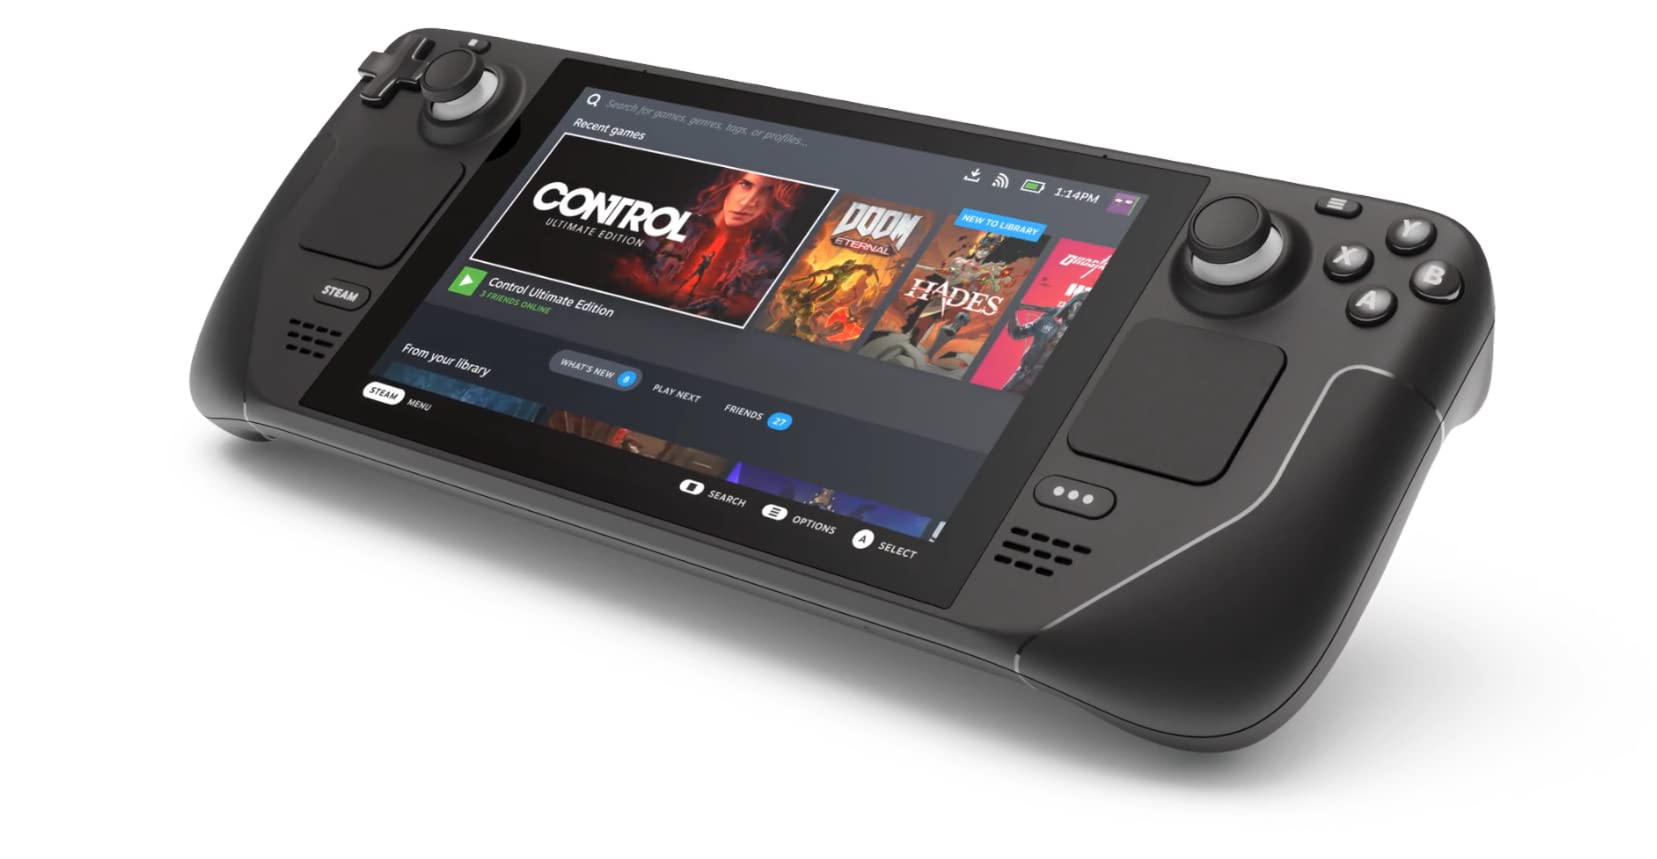 Search for games, genres, tags, or profiles...
1:14PM
Recent games
CONTROL
ULTIMATE EDITION
DOOM
ETERNAL
NEW TO LIBRARY
HADES
Control Ultimate Edition
3 FRIENDS ONLINE
From your library
WHAT'S NEW 8
PLAY NEXT
FRIENDS 27
STEAM MENU
SEARCH
OPTIONS
A SELECT
STEAM
Y
X
B
A